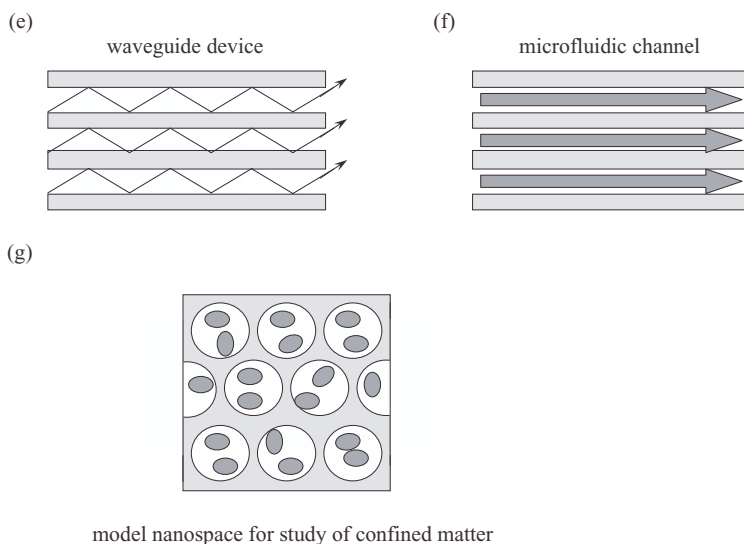 (e)
waveguide device
(f)
microfluidic channel
(g)
model nanospace for study of confined matter